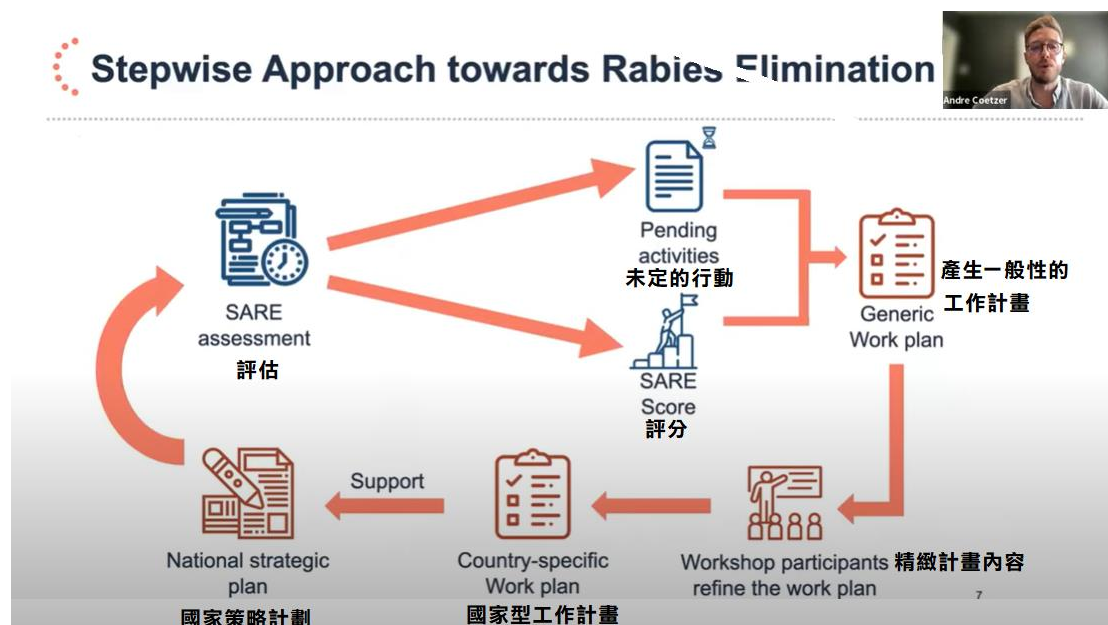 Stepwise Approach towards Rabies Elimination
Andre Coetzer
SARE
assessment
評估
Pending
activities
未定的行動
SARE
Score
評分
Generic
Work plan
產生一般性的
工作計畫
Workshop participants
refine the work plan
精緻計畫內容
Country-specific
Work plan
國家型工作計畫
Support
National strategic
plan
國家策略計劃
7